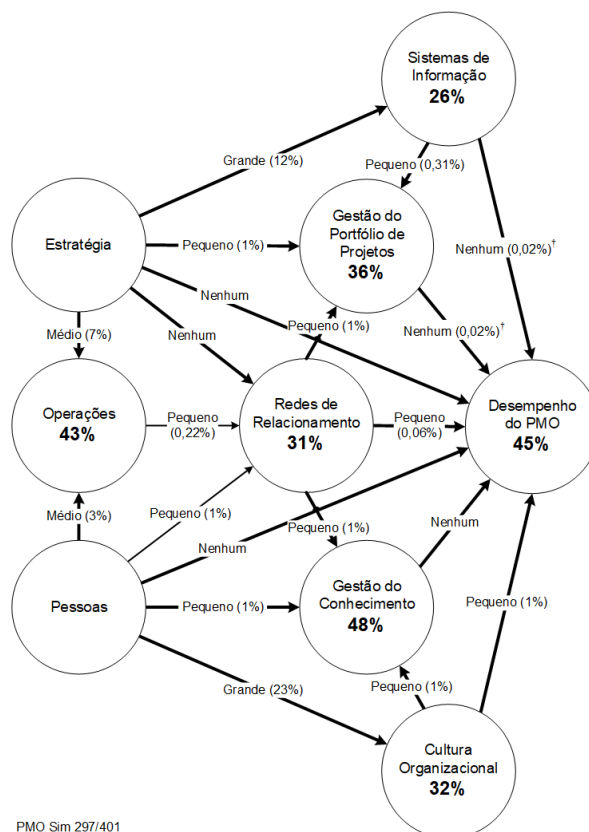 Sistemas de
Informação
26%
Grande (12%)
Pequeno (0,31%)
Gestão do
Portfólio de
Projetos
36%
Estratégia
Pequeno (1%)
Nenhum (0,02%)†
Nenhum
Pequeno (1%)
Nenhum (0,02%)†
Médio (7%)
Nenhum
Operações
43%
Pequeno
(0,22%)
Redes de
Relacionamento
31%
Pequeno
(0,06%)
Desempenho
do PMO
45%
Médio (3%)
Pequeno (1%)
Pequeno (1%)
Nenhum
Nenhum
Pessoas
Pequeno (1%)
Gestão do
Conhecimento
48%
Pequeno (1%)
Grande (23%)
Pequeno (1%)
Cultura
Organizacional
32%
PMO Sim 297/401